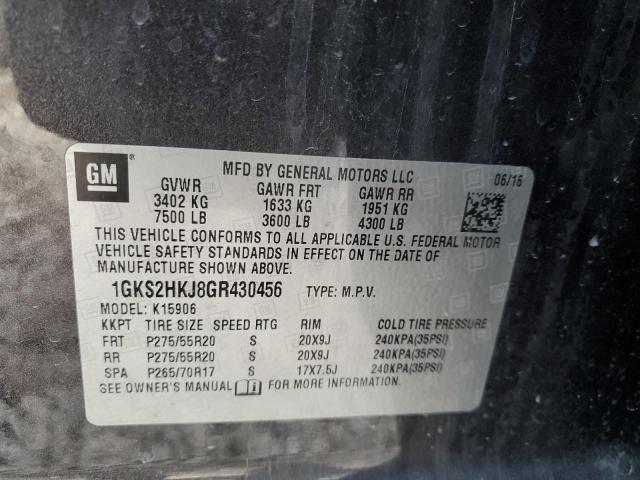 GM ®
MFD BY GENERAL MOTORS LLC
06/16
GVWR GAWR FRT GAWR RR
3402 KG 1633 KG 1951 KG
7500 LB 3600 LB 4300 LB
THIS VEHICLE CONFORMS TO ALL APPLICABLE U.S. FEDERAL MOTOR
VEHICLE SAFETY STANDARDS IN EFFECT ON THE DATE OF
MANUFACTURE SHOWN ABOVE.
1GKS2HKJ8GR430456 TYPE: M.P.V.
MODEL: K15906
KKPT TIRE SIZE SPEED RTG RIM COLD TIRE PRESSURE
FRT P275/55R20 S 20X9J 240KPA(35PSI)
RR P275/55R20 S 20X9J 240KPA(35PSI)
SPA P265/70R17 S 17X7.5J 240KPA(35PSI)
SEE OWNER'S MANUAL FOR MORE INFORMATION.